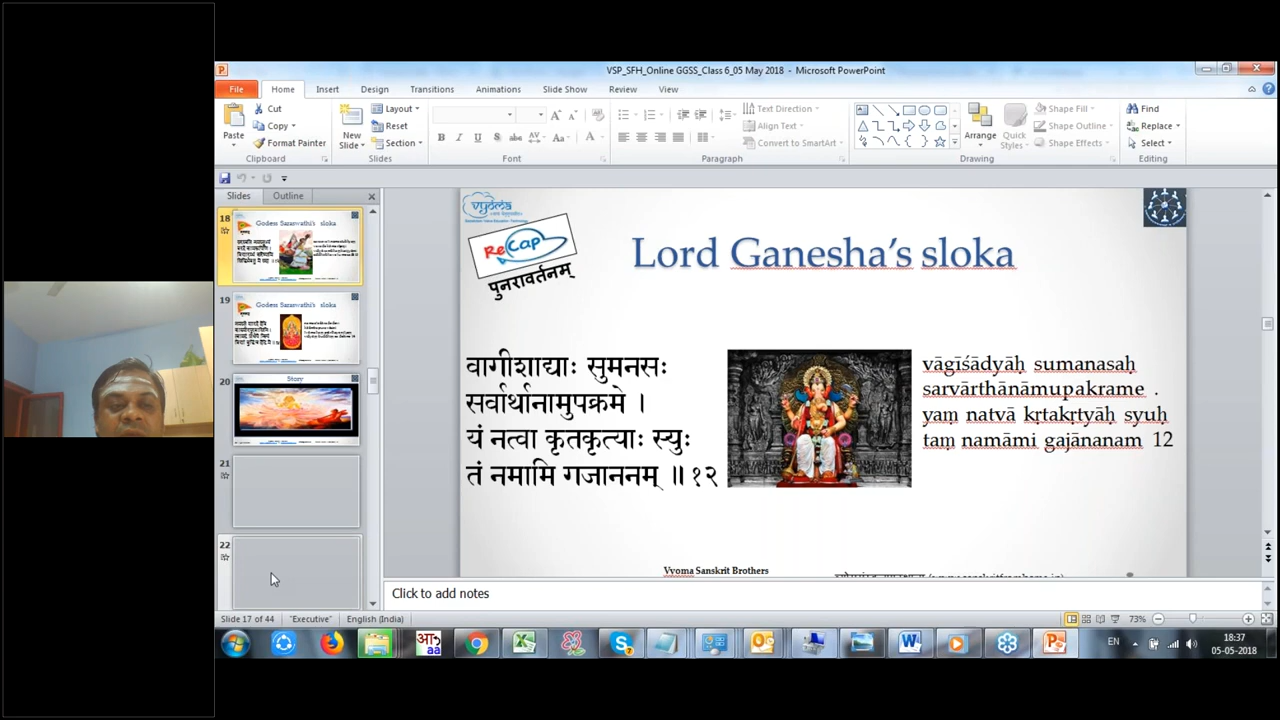 VSP_SFH_Online GGSS_Class 6_05 May 2018 - Microsoft PowerPoint
File Home Insert Design Transitions Animations Slide Show Review View
Paste
Cut
Copy
Format Painter
Clipboard
New
Slide
Layout
Reset
Section
Slides
Font
Paragraph
Text Direction
Align Text
Convert to SmartArt
Arrange
Quick
Styles
Shape Fill
Shape Outline
Shape Effects
Drawing
Find
Replace
Select
Editing
Slides Outline
18
Godess Saraswathi's sloka
19
Godess Saraswathi's sloka
20
Story
21
22
vyoma
ReCap
पुनरावर्तनम्
Lord Ganesha's sloka
वागीशाद्याः सुमनसः
सर्वार्थानामुपक्रमे ।
यं नत्वा कृतकृत्याः स्युः
तं नमामि गजाननम् ॥१२
vāgīśādyāḥ sumanasaḥ
sarvārthānāmupakrame .
yaṃ natvā kṛtakṛtyāḥ syuḥ
taṃ namāmi gajānanam 12
Vyoma Sanskrit Brothers
Click to add notes
Slide 17 of 44 "Executive" English (India) 73%
EN 18:37
05-05-2018